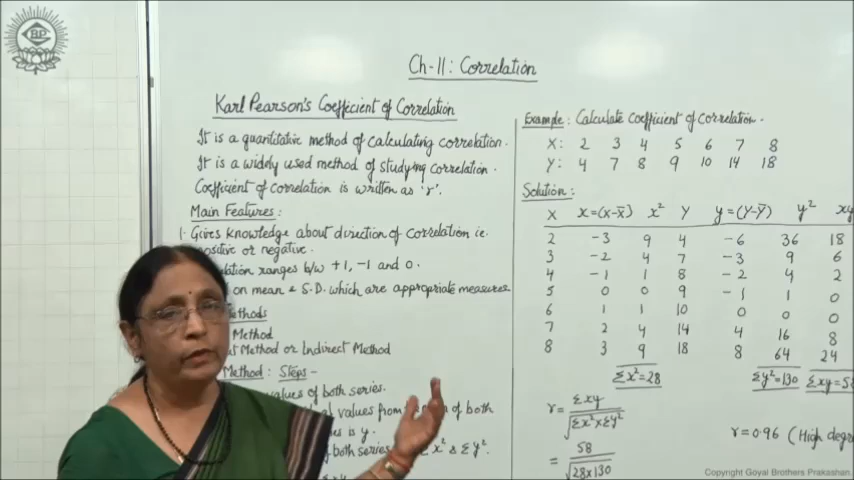 BP
Ch-11: Correlation
Karl Pearson's Coefficient of Correlation
It is a quantitative method of calculating correlation.
It is a widely used method of studying correlation.
Coefficient of correlation is written as 'r'.
Main Features:
1. Gives knowledge about direction of correlation ie.
positive or negative.
ranges b/w +1, -1 and 0.
on mean & S.D. which are appropriate measures
Methods
Method
Method or Indirect Method
Method: Steps -
values of both series.
values from of both
is y.
of both series x² & Σy².
Example: Calculate coefficient of correlation.
X: 2 3 4 5 6 7 8
Y: 4 7 8 9 10 14 18
Solution:
X x=(X-X̄) x² Y y=(Y-Ȳ) y² xy
2 -3 9 4 -6 36 18
3 -2 4 7 -3 9 6
4 -1 1 8 -2 4 2
5 0 0 9 -1 1 0
6 1 1 10 0 0 0
7 2 4 14 4 16 8
8 3 9 18 8 64 24
Σx²=28 Σy²=130 Σxy=5
r = Σxy / √Σx²×Σy²
= 58 / √28×130
r=0.96 (High degre
Copyright Goyal Brothers Prakashan.